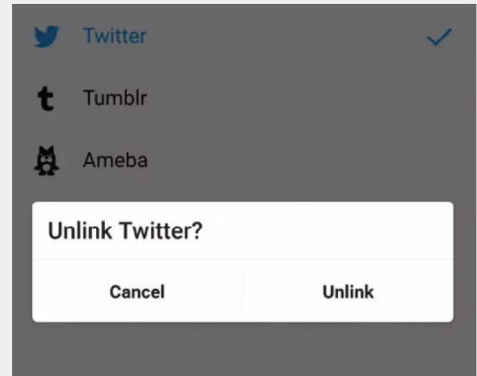 Twitter
Tumblr
Ameba
Unlink Twitter?
Cancel
Unlink